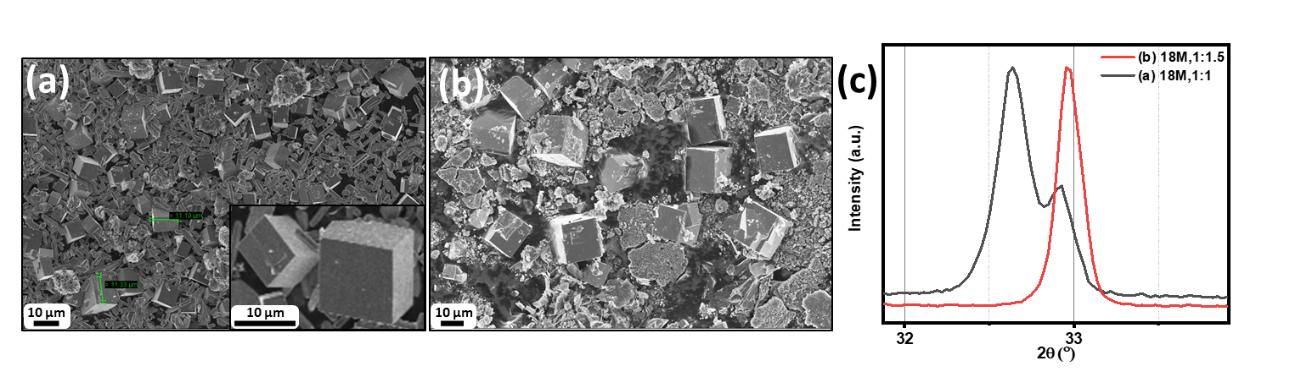 (a)
(b)
(c)
10 µm
10 µm
10 µm
(b) 18M,1:1.5
(a) 18M,1:1
Intensity (a.u.)
32
33
2θ (°)